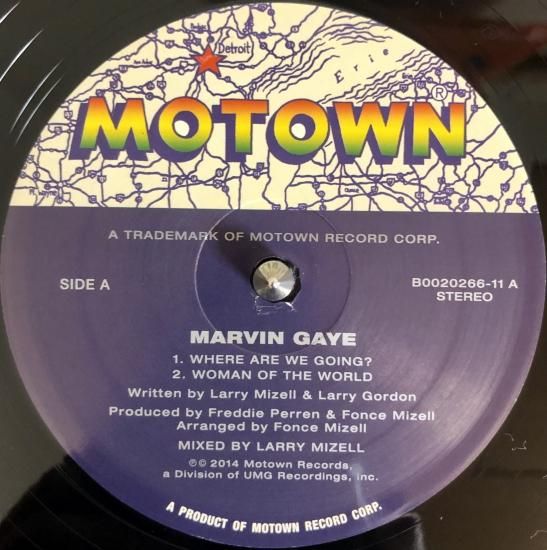 Detroit
Erie
MOTOWN®
A TRADEMARK OF MOTOWN RECORD CORP.
SIDE A
B0020266-11 A
STEREO
MARVIN GAYE
1. WHERE ARE WE GOING?
2. WOMAN OF THE WORLD
Written by Larry Mizell & Larry Gordon
Produced by Freddie Perren & Fonce Mizell
Arranged by Fonce Mizell
MIXED BY LARRY MIZELL
℗© 2014 Motown Records,
a Division of UMG Recordings, Inc.
A PRODUCT OF MOTOWN RECORD CORP.